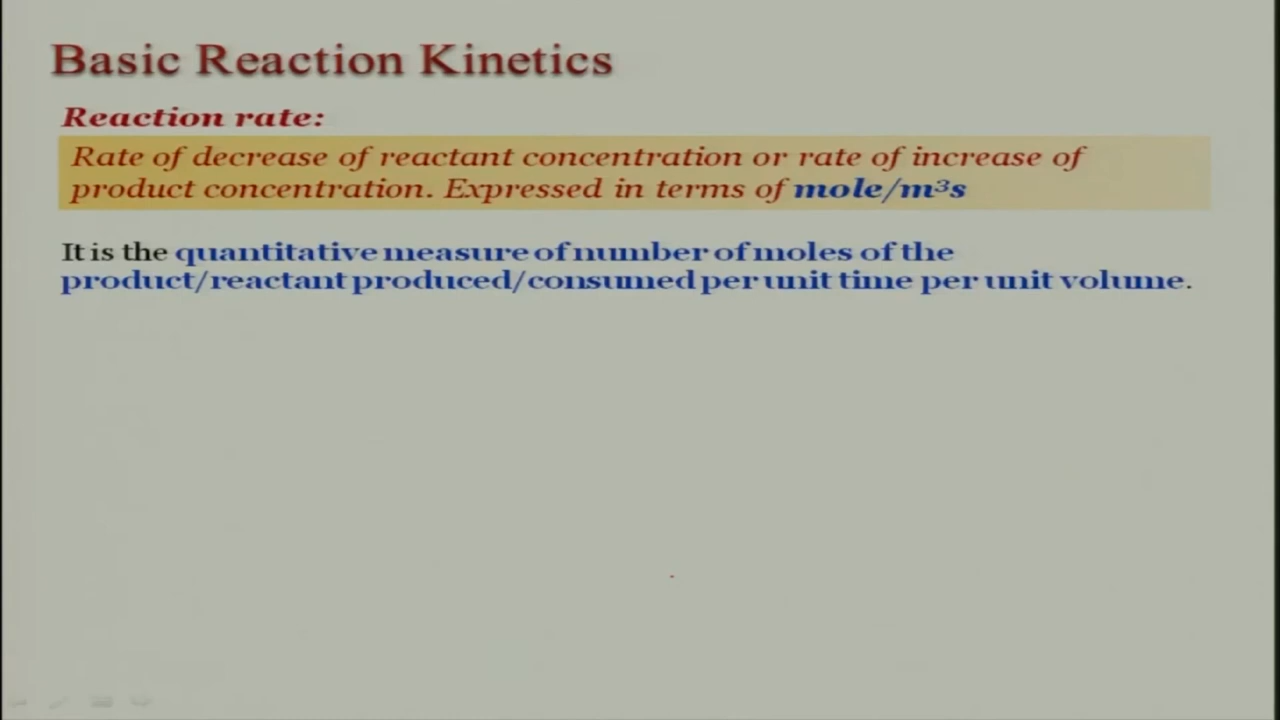 Basic Reaction Kinetics
Reaction rate:
Rate of decrease of reactant concentration or rate of increase of
product concentration. Expressed in terms of mole/m³s
It is the quantitative measure of number of moles of the
product/reactant produced/consumed per unit time per unit volume.